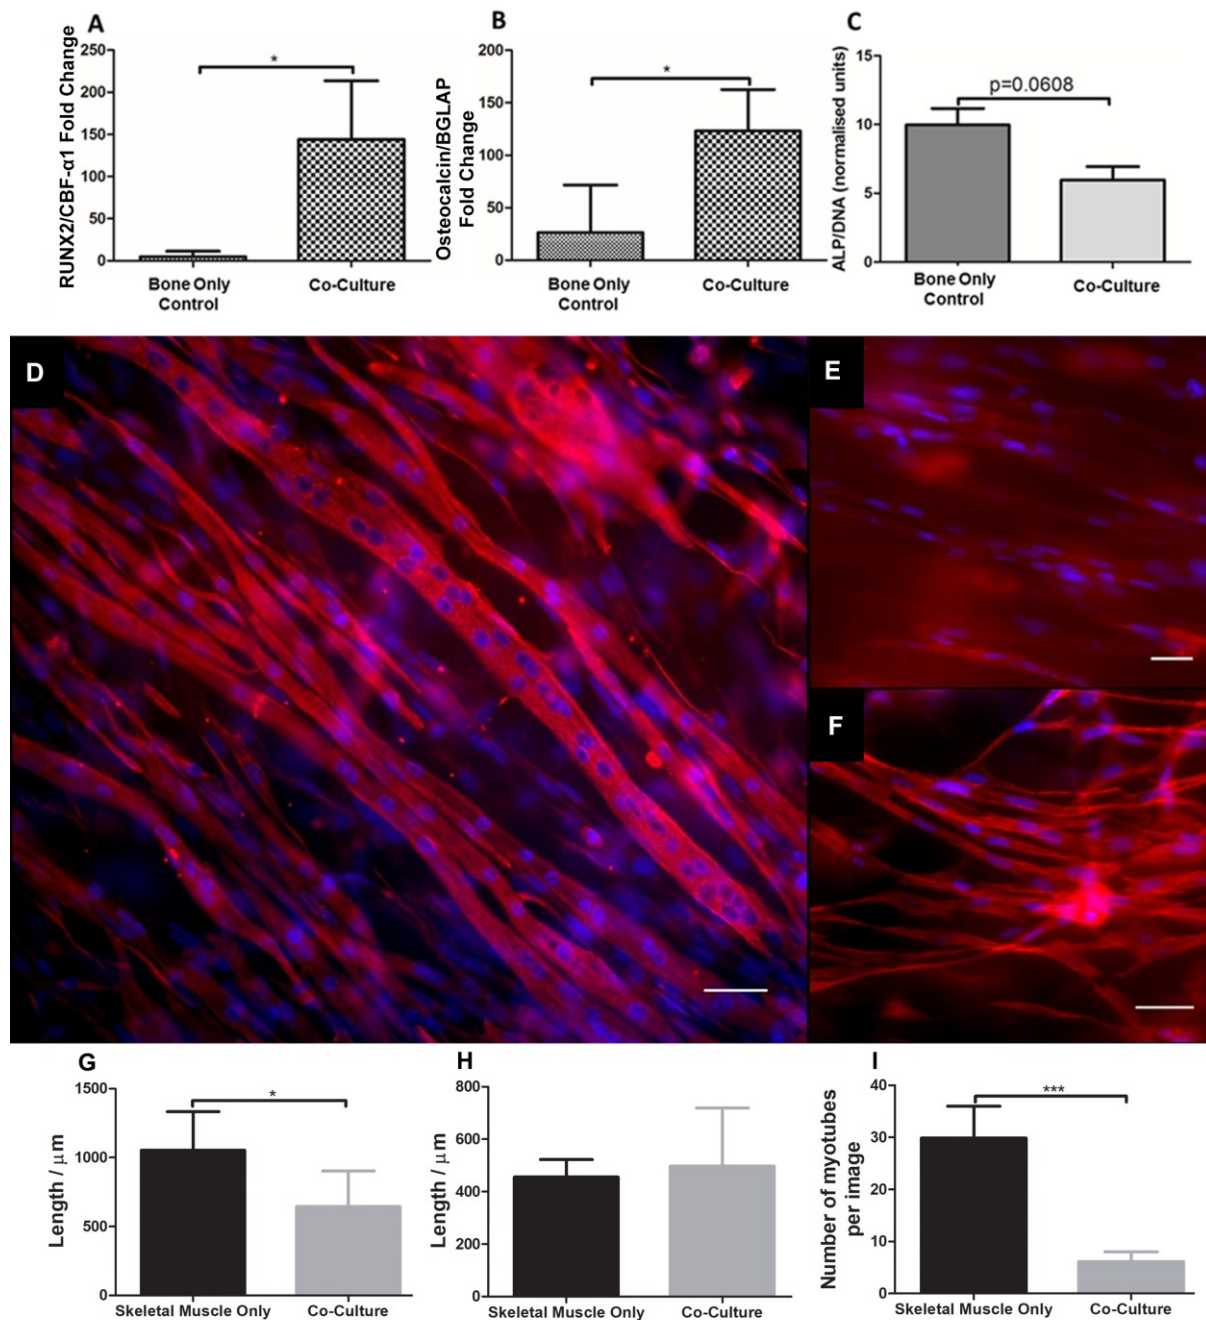 A
RUNX2/CBF-α1 Fold Change
250
200
150
100
50
0
*
Bone Only
Control
Co-Culture
B
Osteocalcin/BGLAP
Fold Change
200
150
100
50
0
*
Bone Only
Control
Co-Culture
C
ALP/DNA (normalised units)
15
10
5
0
p=0.0608
Bone Only
Control
Co-Culture
D
E
F
G
Length / μm
1500
1000
500
0
*
Skeletal Muscle Only
Co-Culture
H
Length / μm
800
600
400
200
0
Skeletal Muscle Only
Co-Culture
I
Number of myotubes
per image
40
30
20
10
0
***
Skeletal Muscle Only
Co-Culture